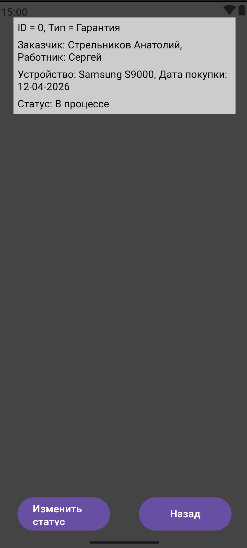 15:00
ID = 0, Тип = Гарантия
Заказчик: Стрельников Анатолий,
Работник: Сергей
Устройство: Samsung S9000, Дата покупки:
12-04-2026
Статус: В процессе
Изменить
статус
Назад